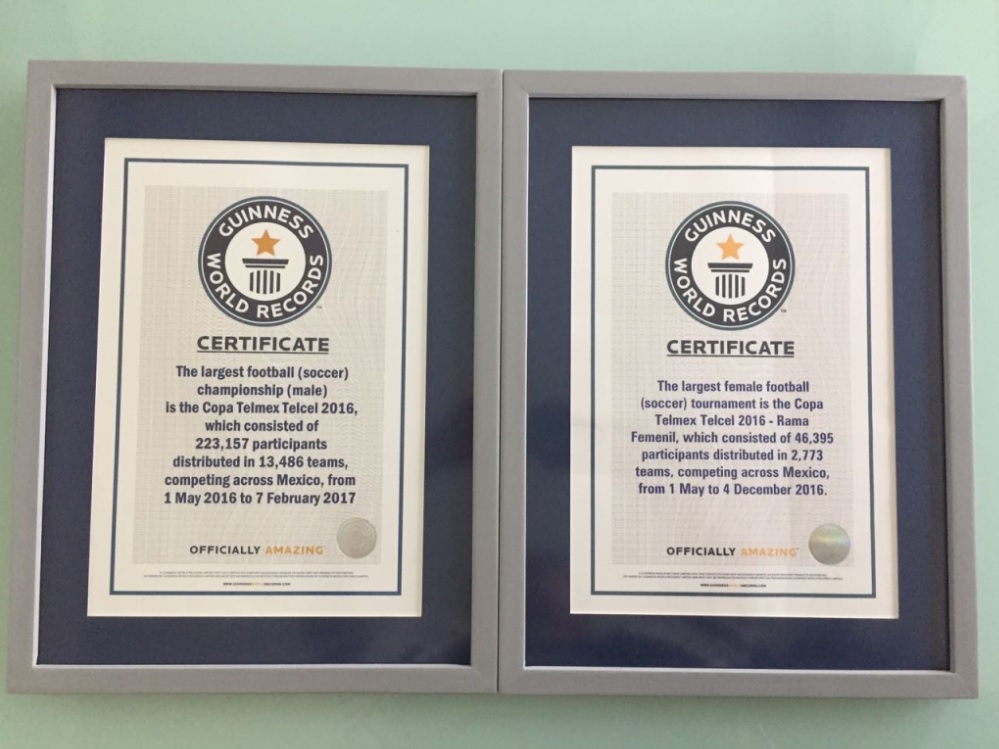 GUINNESS
WORLD RECORDS
CERTIFICATE
The largest football (soccer)
championship (male)
is the Copa Telmex Telcel 2016,
which consisted of
223,157 participants
distributed in 13,486 teams,
competing across Mexico, from
1 May 2016 to 7 February 2017
OFFICIALLY AMAZING
GUINNESS
WORLD RECORDS
CERTIFICATE
The largest female football
(soccer) tournament is the Copa
Telmex Telcel 2016 - Rama
Femenil, which consisted of 46,395
participants distributed in 2,773
teams, competing across Mexico,
from 1 May to 4 December 2016.
OFFICIALLY AMAZING